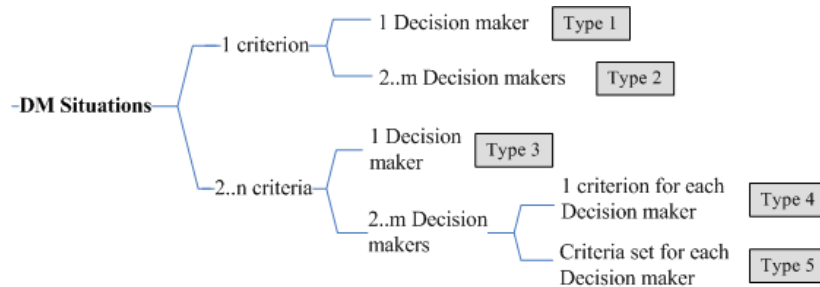 1 Decision maker
Type 1
1 criterion
2..m Decision makers
Type 2
DM Situations
1 Decision
maker
Type 3
2..n criteria
2..m Decision
makers
1 criterion for each
Decision maker
Type 4
Criteria set for each
Decision maker
Type 5